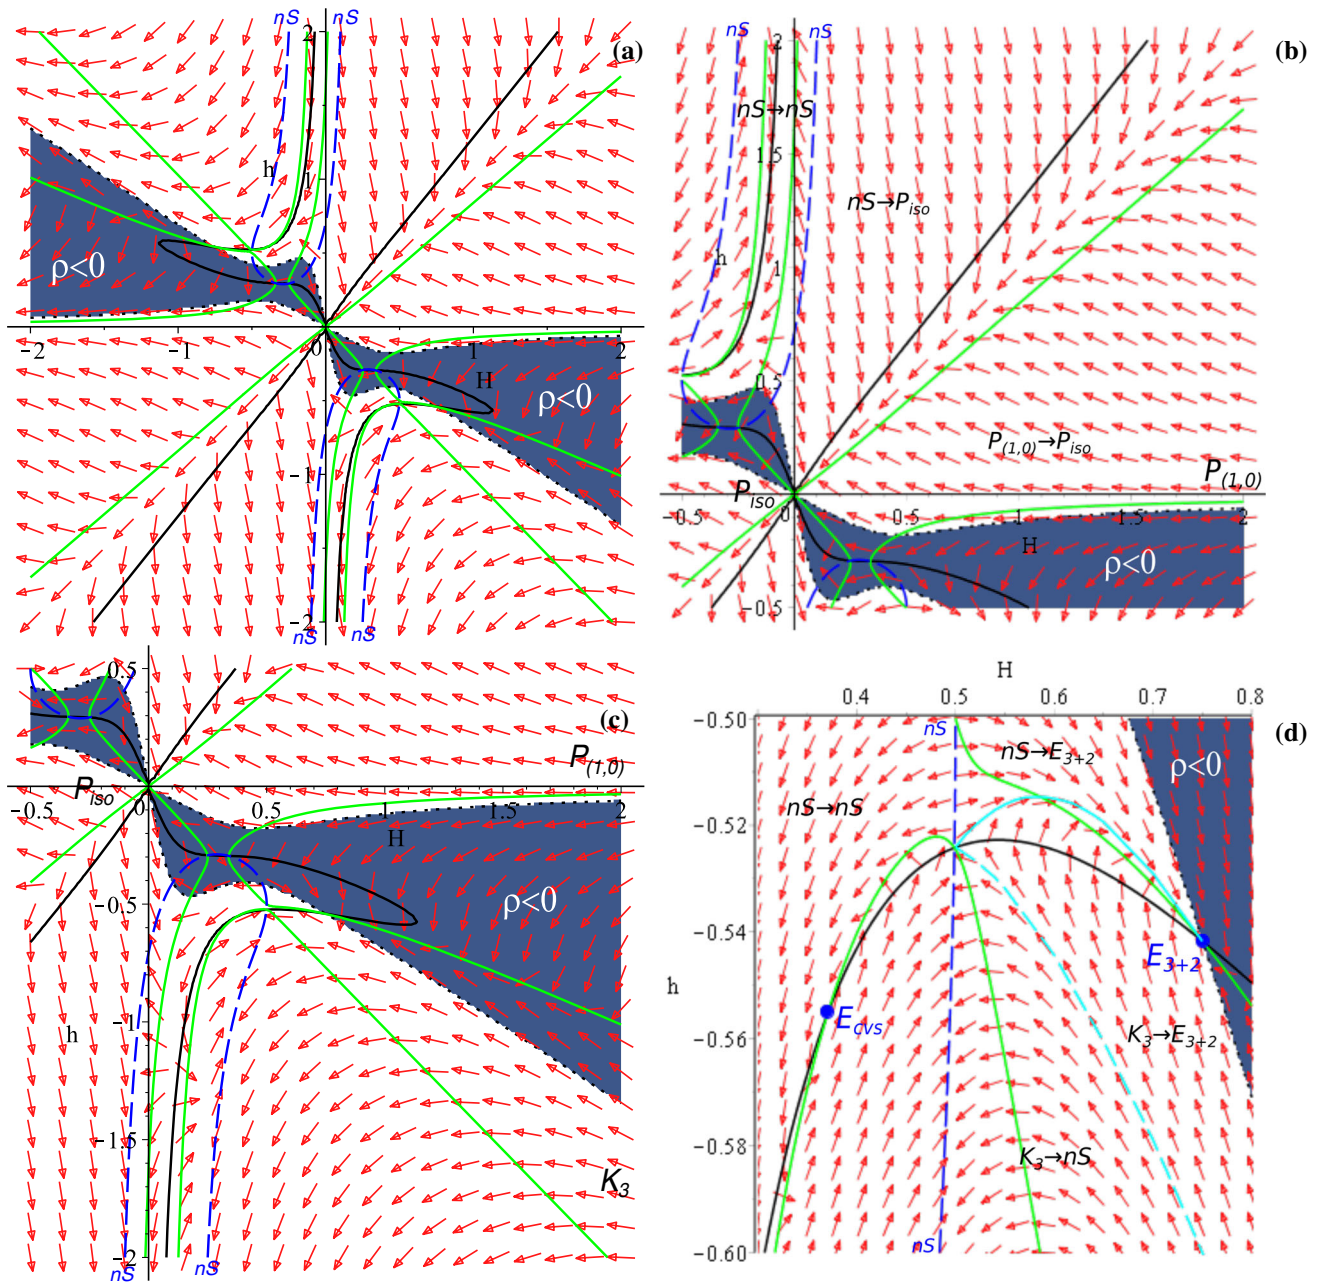 nS nS
2
(a)
h
1
ρ<0
-2 -1 0 1 2
H
ρ<0
-1
-2
nS nS
nS nS
2
(b)
nS→nS
1.5
nS→P_iso
h
1
0.5
P_(1,0)→P_iso
P_(1,0)
P_iso
-0.5 0 0.5 1 1.5 2
H
ρ<0
-0.5
0.5
(c)
P_(1,0)
P_iso
-0.5 0 0.5 1 1.5 2
H
-0.5
ρ<0
-1
h
-1.5
K_3
-2
nS nS
H
0.4 0.5 0.6 0.7 0.8
-0.50
nS
nS→E_3+2
(d)
ρ<0
nS→nS
-0.52
-0.54
E_3+2
h
-0.56
E_CVS
K_3→E_3+2
-0.58
K_3→nS
-0.60
nS